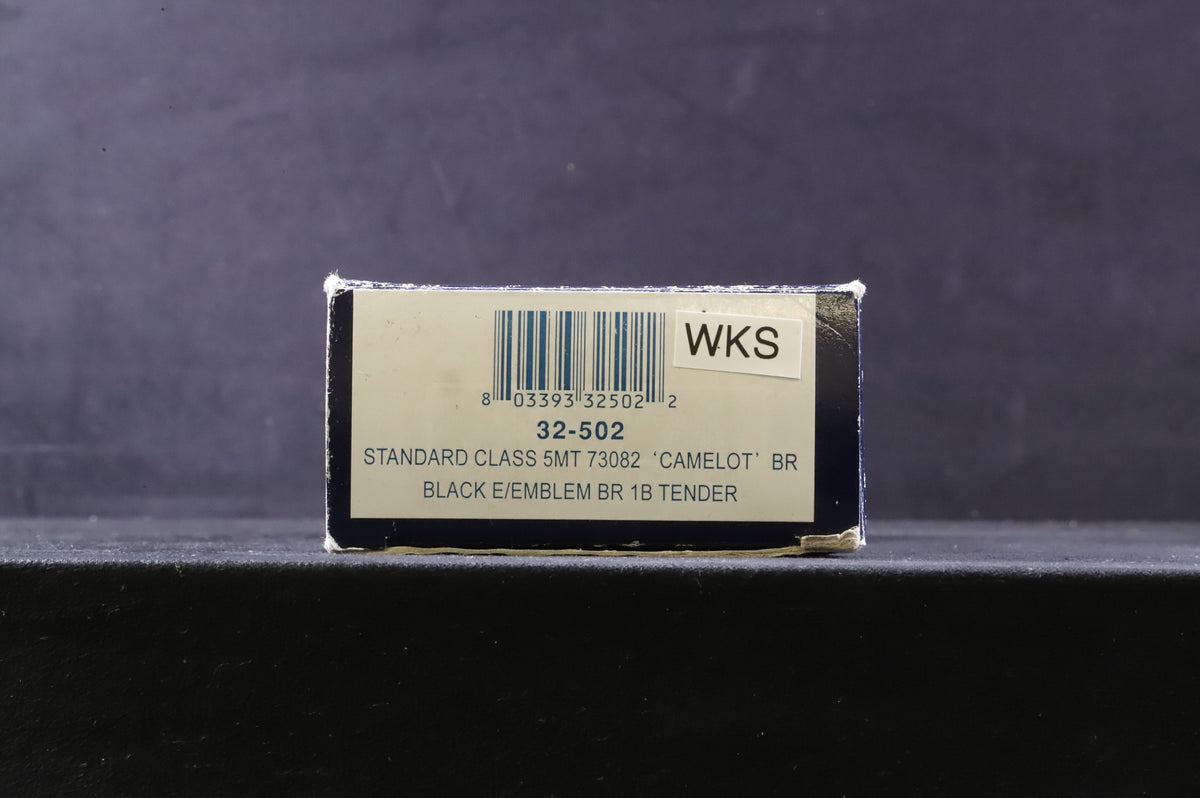 WKS
8 03393 32502 2
32-502
STANDARD CLASS 5MT 73082 ‘CAMELOT’ BR
BLACK E/EMBLEM BR 1B TENDER